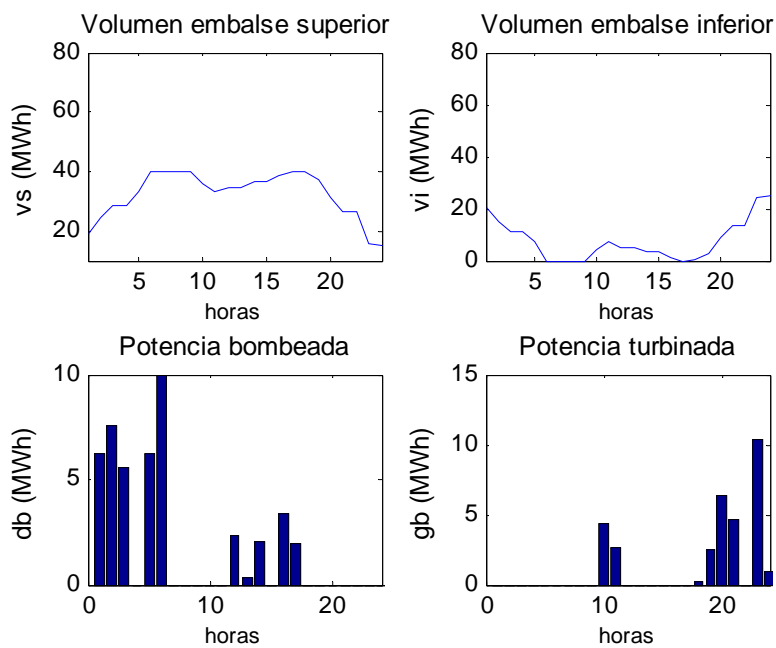 Volumen embalse superior
80
60
40
20
vs (MWh)
5 10 15 20
horas
Volumen embalse inferior
80
60
40
20
0
vi (MWh)
5 10 15 20
horas
Potencia bombeada
10
5
0
db (MWh)
0 10 20
horas
Potencia turbinada
15
10
5
0
gb (MWh)
0 10 20
horas